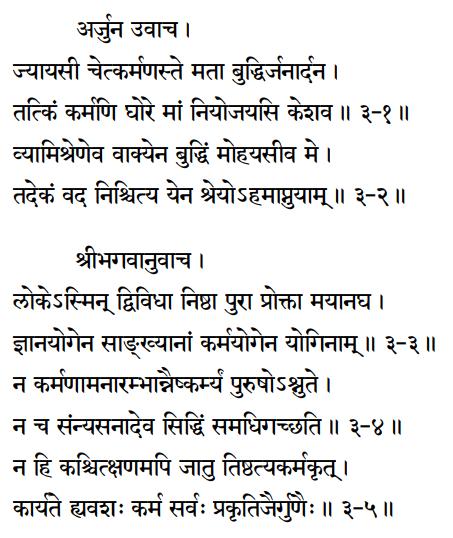 अर्जुन उवाच ।
ज्यायसी चेत्कर्मणस्ते मता बुद्धिर्जनार्दन ।
तत्किं कर्मणि घोरे मां नियोजयसि केशव ॥ ३-१॥
व्यामिश्रेणेव वाक्येन बुद्धिं मोहयसीव मे ।
तदेकं वद निश्चित्य येन श्रेयोऽहमाप्नुयाम् ॥ ३-२॥
श्रीभगवानुवाच ।
लोकेऽस्मिन् द्विविधा निष्ठा पुरा प्रोक्ता मयानघ ।
ज्ञानयोगेन साङ्ख्यानां कर्मयोगेन योगिनाम् ॥ ३-३॥
न कर्मणामनारम्भान्नैष्कर्म्यं पुरुषोऽश्नुते ।
न च संन्यसनादेव सिद्धिं समधिगच्छति ॥ ३-४॥
न हि कश्चित्क्षणमपि जातु तिष्ठत्यकर्मकृत् ।
कार्यते ह्यवशः कर्म सर्वः प्रकृतिजैर्गुणैः ॥ ३-५॥